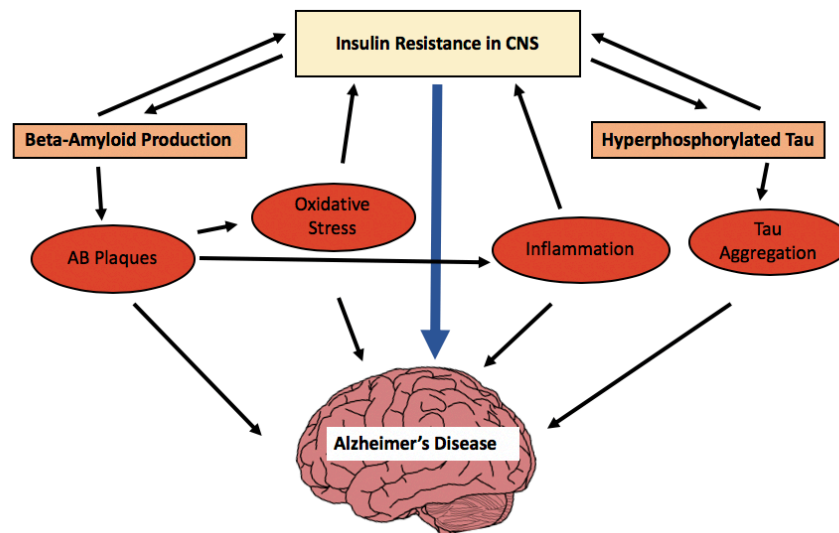 Insulin Resistance in CNS
Beta-Amyloid Production
Hyperphosphorylated Tau
Oxidative
Stress
AB Plaques
Inflammation
Tau
Aggregation
Alzheimer's Disease